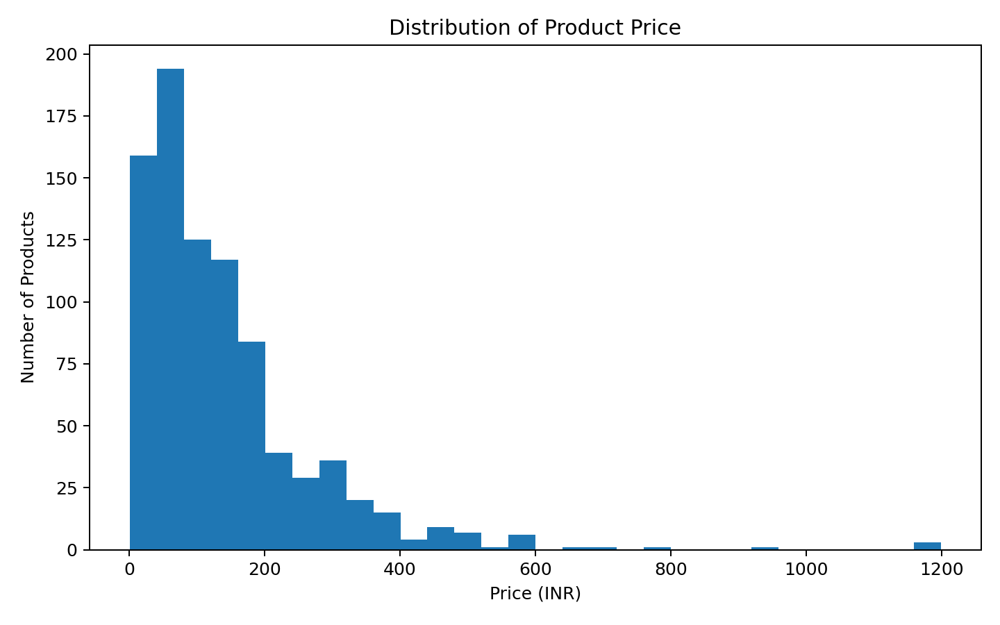 Distribution of Product Price
200
175
150
125
100
75
50
25
0
Number of Products
0 200 400 600 800 1000 1200
Price (INR)